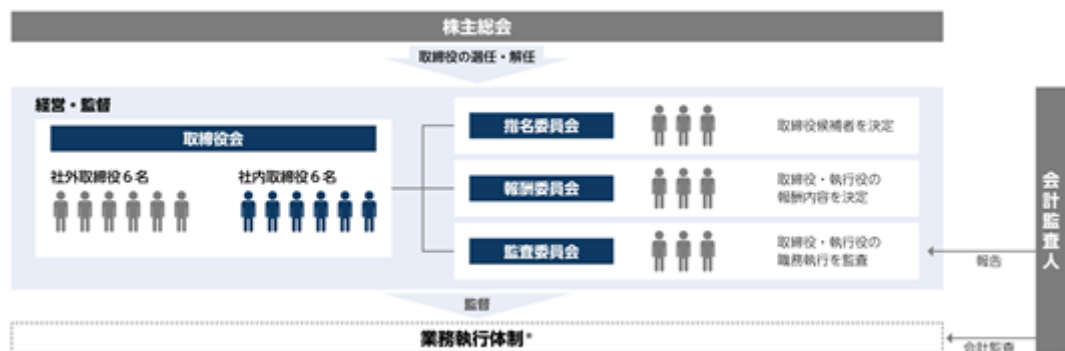 株主総会
取締役の選任・解任
経営・監督
取締役会
社外取締役6名
社内取締役6名
指名委員会
取締役候補者を決定
報酬委員会
取締役・執行役の
報酬内容を決定
監査委員会
取締役・執行役の
職務執行を監査
会計監査人
報告
監督
業務執行体制*
会計監査